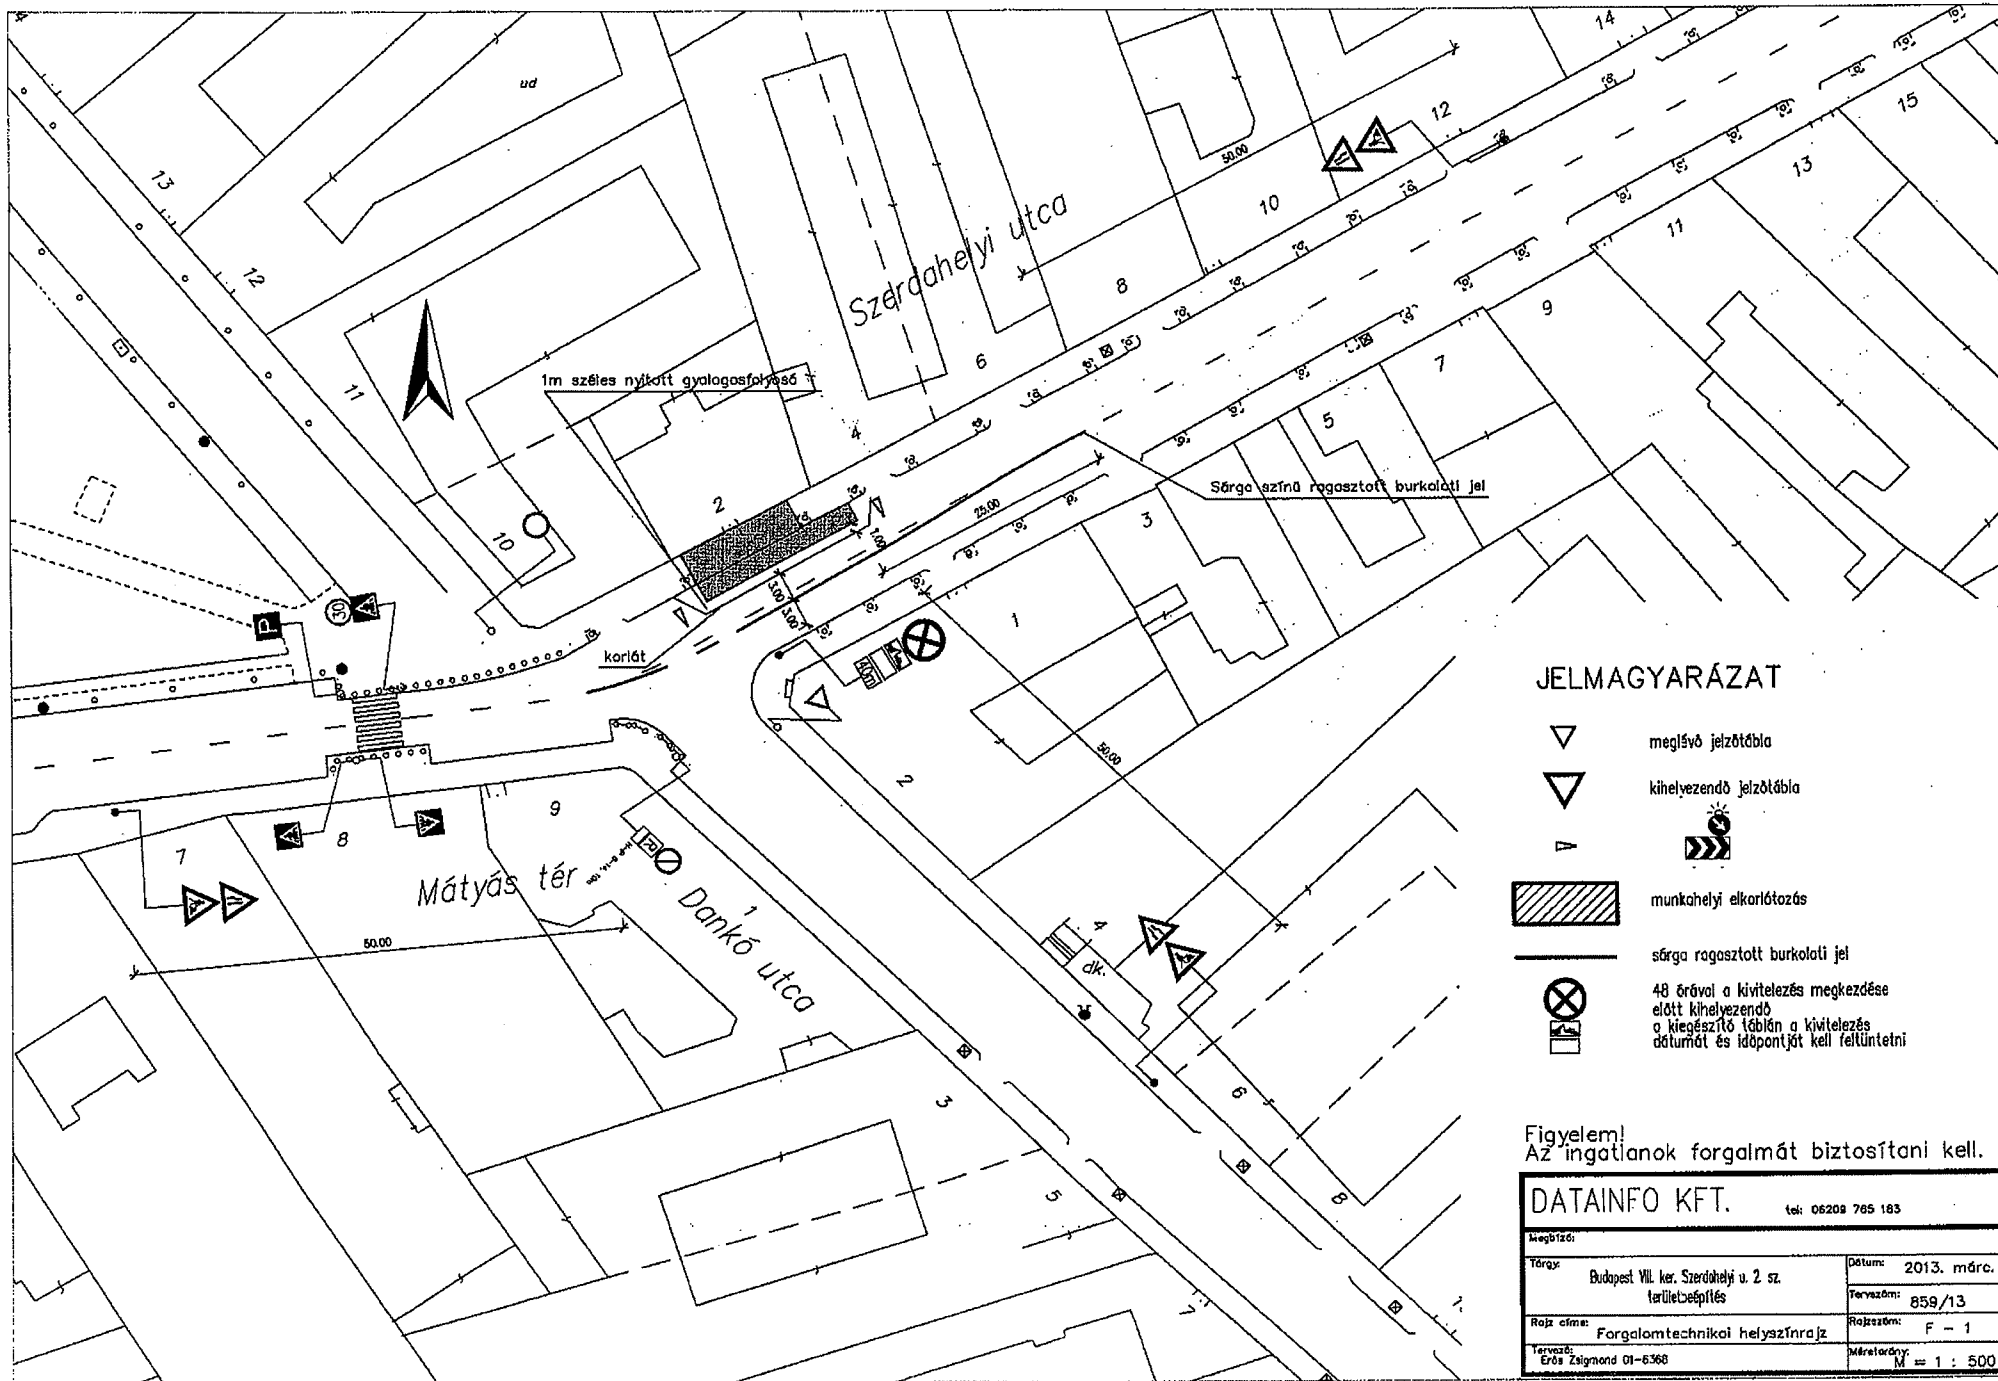 ud
14
12
15
13
13
11
10
8
9
7
5
3
1
6
4
2
12
11
10
50.00
Szerdahelyi utca
1m széles nyitott gyalogosfolyosó
Sárga színű ragasztott burkolati jel
25.00
1.00
3.00
3.00
korlát
P
30
40m
50.00
7
8
9
Mátyás tér
1
Dankó utca
50.00
2
4
dk.
6
8
3
5
7
JELMAGYARÁZAT
meglévő jelzőtábla
kihelyezendő jelzőtábla
munkahelyi elkorlátozás
sárga ragasztott burkolati jel
48 órával a kivitelezés megkezdése
előtt kihelyezendő
a kiegészítő táblán a kivitelezés
dátumát és időpontját kell feltüntetni
Figyelem!
Az ingatlanok forgalmát biztosítani kell.
DATAINFO KFT. tel: 06209 765 183
Megbízó:
Tárgy: Budapest VIII. ker. Szerdahelyi u. 2. sz.
területbeépítés
Dátum: 2013. márc.
Tervszám: 859/13
Rajz címe: Forgalomtechnikai helyszínrajz
Rajzszám: F - 1
Tervező: Erős Zsigmond 01-6368
Méretarány: M = 1 : 500